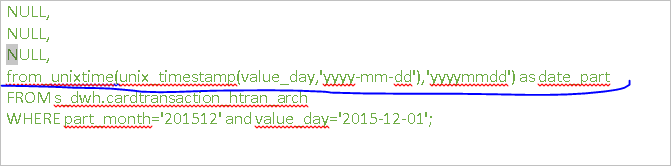 NULL,
NULL,
NULL,
from_unixtime(unix_timestamp(value_day,'yyyy-mm-dd'),'yyyymmdd') as date_part
FROM s_dwh.cardtransaction_htran_arch
WHERE part_month='201512' and value_day='2015-12-01';